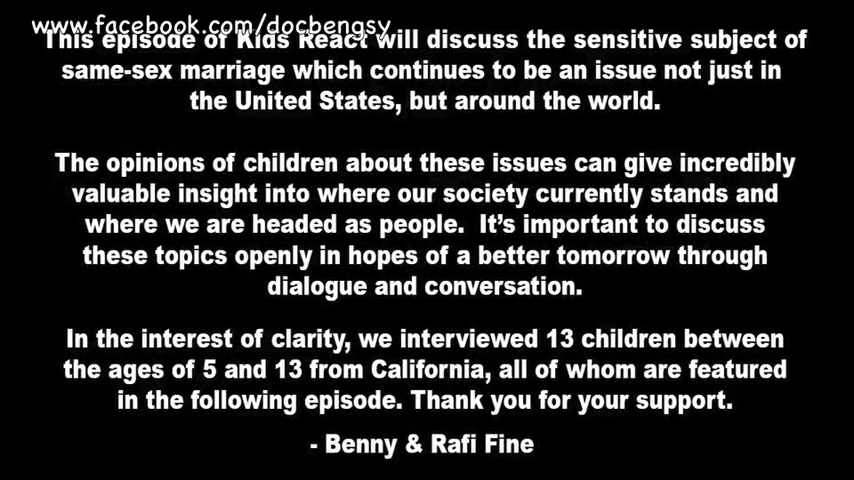 www.facebook.com/docbengsy
This episode of Kids React will discuss the sensitive subject of
same-sex marriage which continues to be an issue not just in
the United States, but around the world.
The opinions of children about these issues can give incredibly
valuable insight into where our society currently stands and
where we are headed as people. It's important to discuss
these topics openly in hopes of a better tomorrow through
dialogue and conversation.
In the interest of clarity, we interviewed 13 children between
the ages of 5 and 13 from California, all of whom are featured
in the following episode. Thank you for your support.
- Benny & Rafi Fine